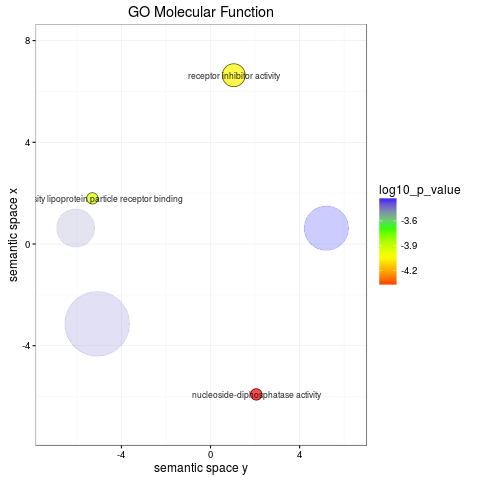 GO Molecular Function
8
receptor inhibitor activity
4
lipoprotein particle receptor binding
0
-4
nucleoside-diphosphatase activity
-4
0
4
semantic space y
semantic space x
log10_p_value
-3.6
-3.9
-4.2